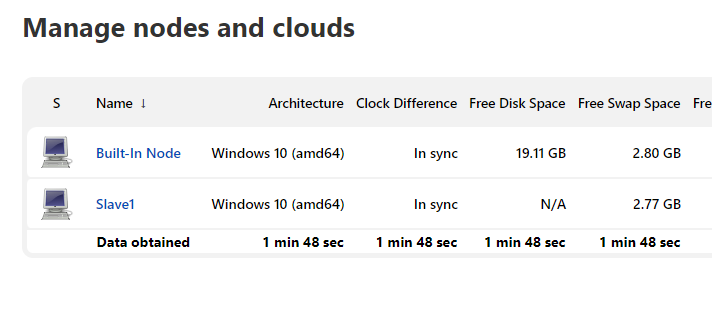 Manage nodes and clouds
S Name ↓ Architecture Clock Difference Free Disk Space Free Swap Space Fre
Built-In Node Windows 10 (amd64) In sync 19.11 GB 2.80 GB
Slave1 Windows 10 (amd64) In sync N/A 2.77 GB
Data obtained 1 min 48 sec 1 min 48 sec 1 min 48 sec 1 min 48 sec